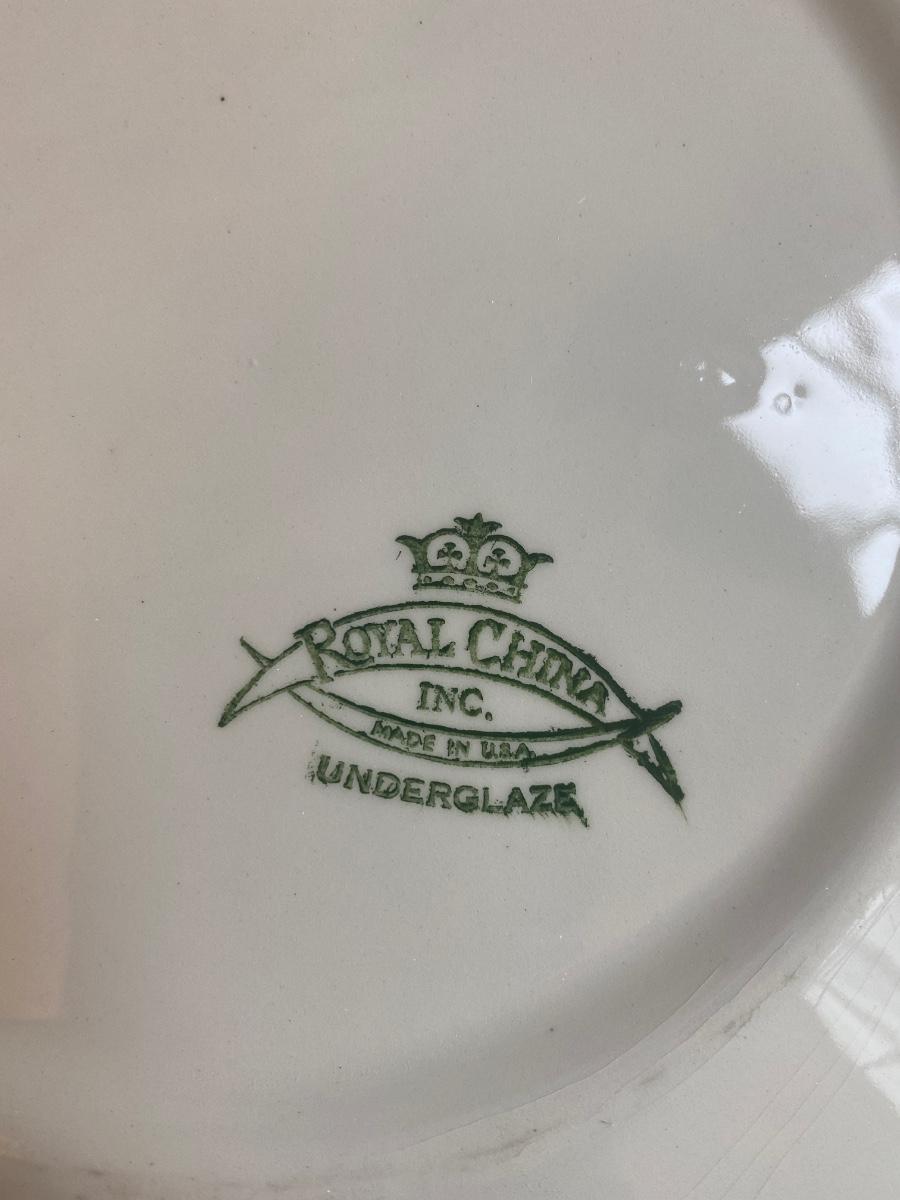 ROYAL CHINA
INC.
MADE IN U.S.A.
UNDERGLAZE